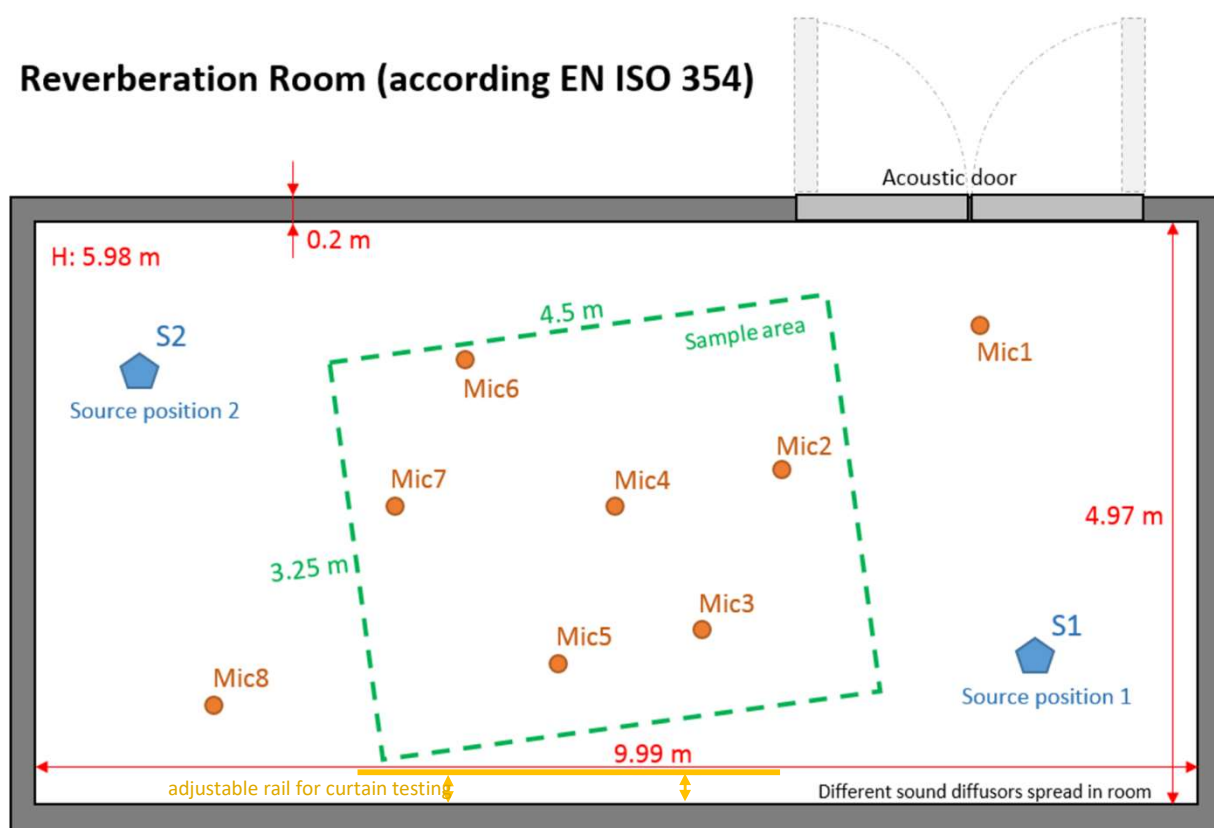 Reverberation Room (according EN ISO 354)
Acoustic door
0.2 m
H: 5.98 m
4.5 m
Sample area
S2
Source position 2
Mic1
Mic6
Mic2
Mic7
Mic4
4.97 m
3.25 m
Mic3
Mic5
S1
Source position 1
Mic8
9.99 m
adjustable rail for curtain testing
Different sound diffusors spread in room